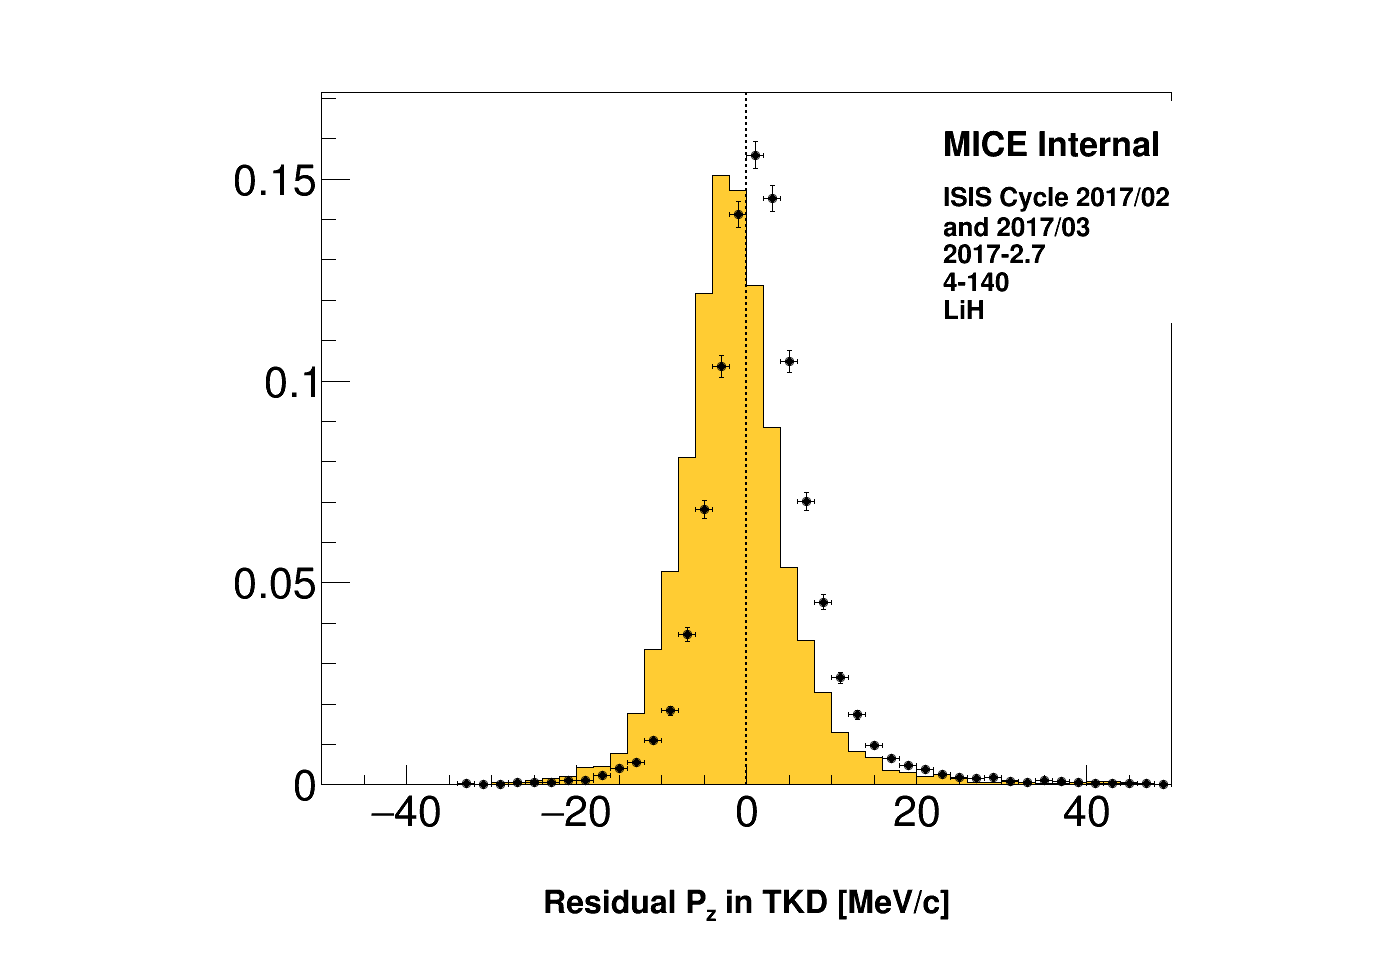 MICE Internal
0.15
ISIS Cycle 2017/02
and 2017/03
2017-2.7
4-140
LiH
0.1
0.05
0
−40 −20 0 20 40
Residual Pz in TKD [MeV/c]